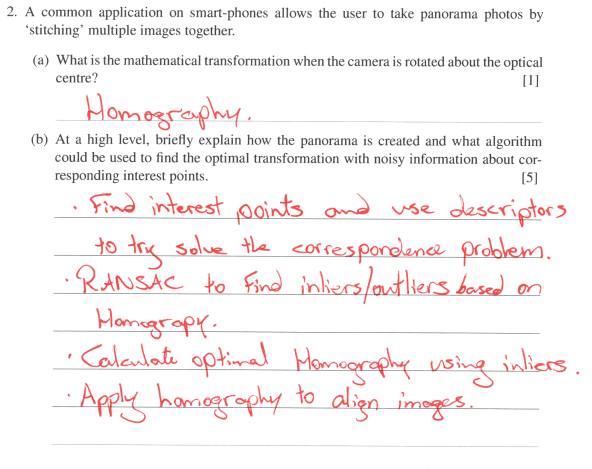 2. A common application on smart-phones allows the user to take panorama photos by
'stitching' multiple images together.
(a) What is the mathematical transformation when the camera is rotated about the optical
centre? [1]
Homography.
(b) At a high level, briefly explain how the panorama is created and what algorithm
could be used to find the optimal transformation with noisy information about cor-
responding interest points. [5]
· Find interest points and use descriptors
to try solve the correspondence problem.
· RANSAC to find inliers/outliers based on
Homograpy.
· Calculate optimal Homography using inliers.
· Apply homography to align images.